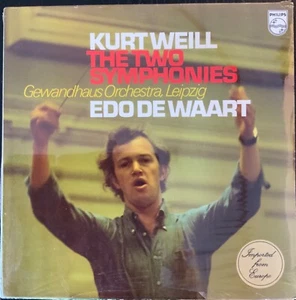 PHILIPS
KURT WEILL
THE TWO
SYMPHONIES
Gewandhaus Orchestra, Leipzig
EDO DE WAART
Imported
from
Europe